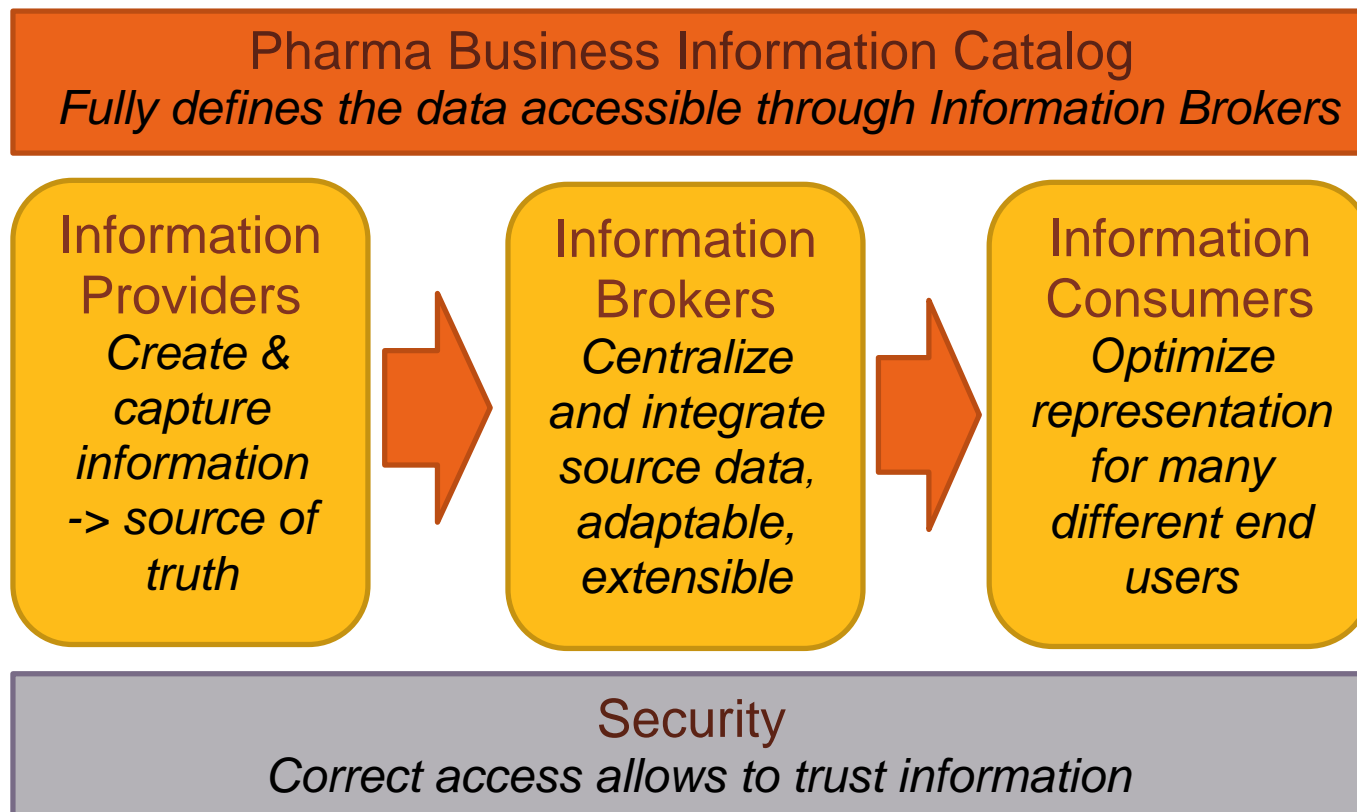 Pharma Business Information Catalog
Fully defines the data accessible through Information Brokers
Information
Providers
Create &
capture
information
-> source of
truth
Information
Brokers
Centralize
and integrate
source data,
adaptable,
extensible
Information
Consumers
Optimize
representation
for many
different end
users
Security
Correct access allows to trust information